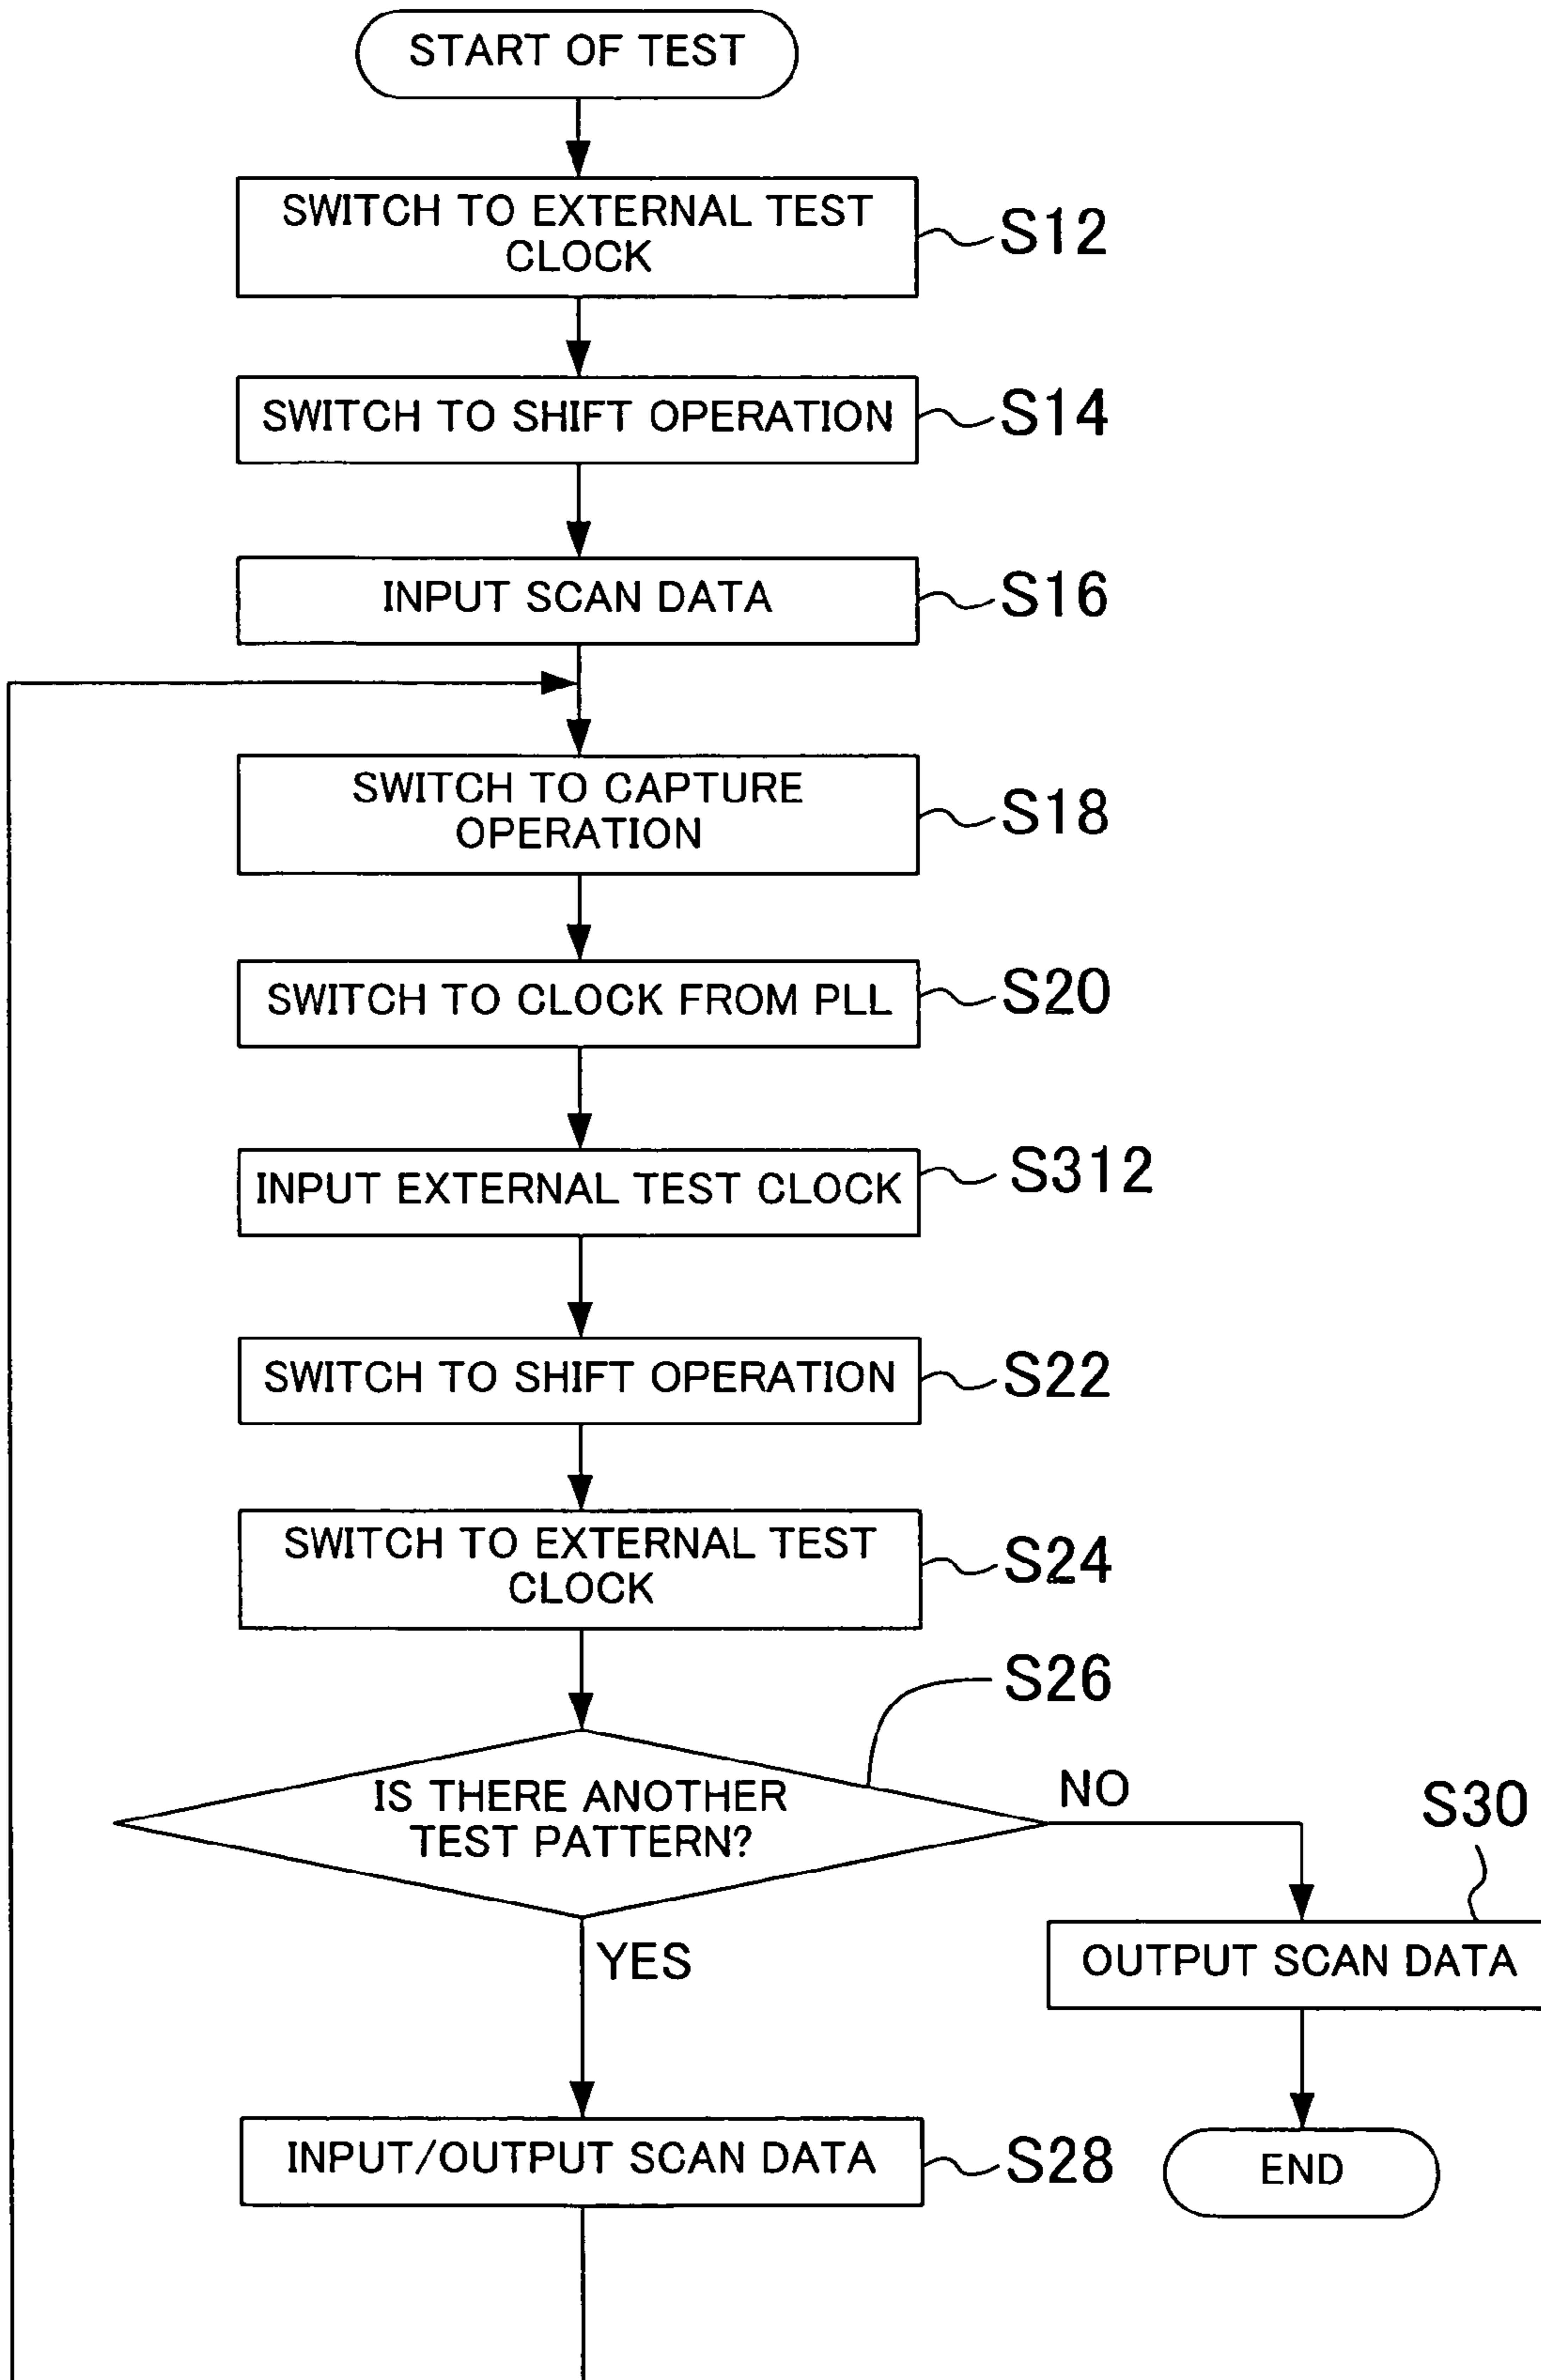 START OF TEST
SWITCH TO EXTERNAL TEST
CLOCK
S12
SWITCH TO SHIFT OPERATION
S14
INPUT SCAN DATA
S16
SWITCH TO CAPTURE
OPERATION
S18
SWITCH TO CLOCK FROM PLL
S20
INPUT EXTERNAL TEST CLOCK
S312
SWITCH TO SHIFT OPERATION
S22
SWITCH TO EXTERNAL TEST
CLOCK
S24
S26
IS THERE ANOTHER
TEST PATTERN?
NO
S30
YES
OUTPUT SCAN DATA
INPUT/OUTPUT SCAN DATA
S28
END